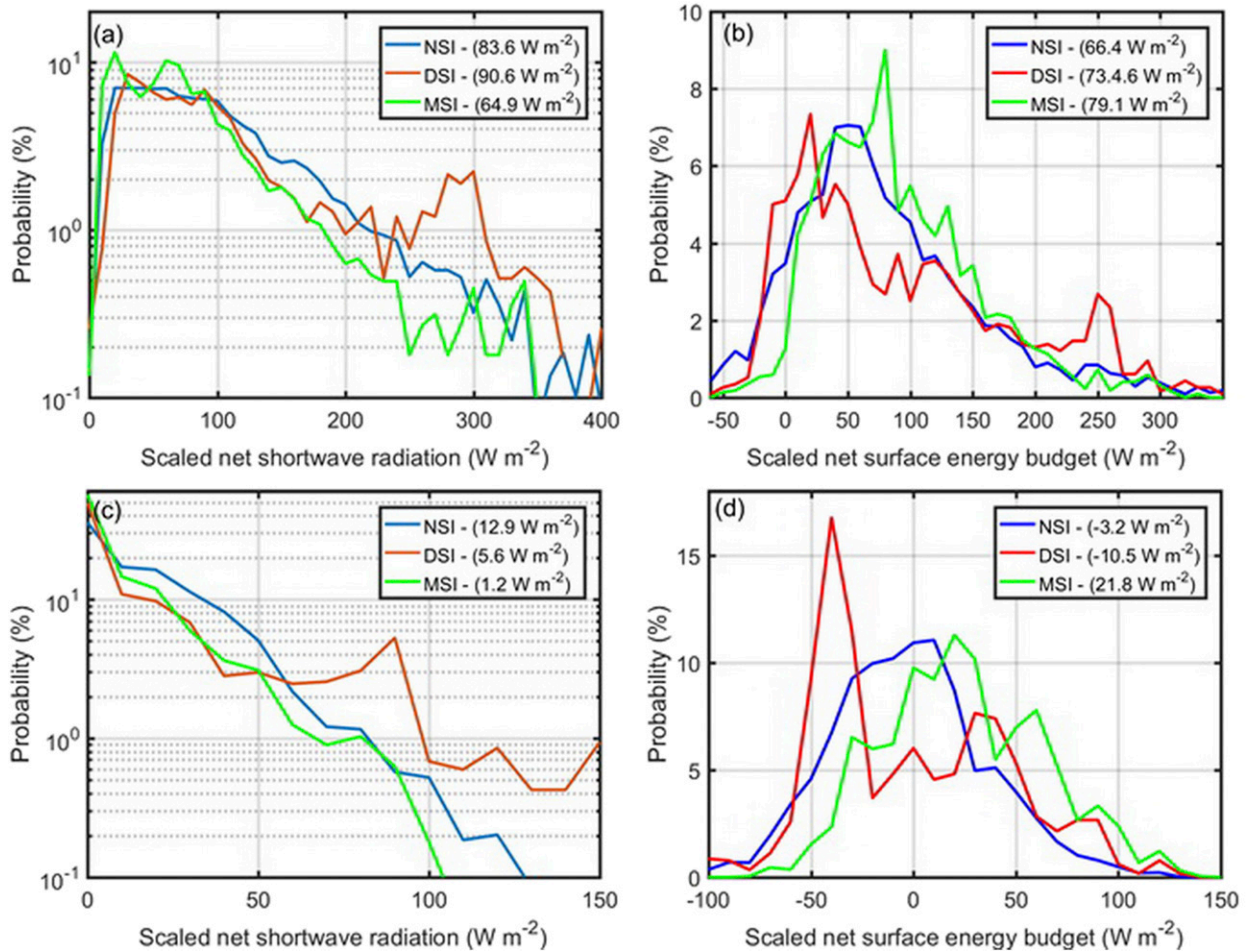 (a)
NSI - (83.6 W m⁻²)
DSI - (90.6 W m⁻²)
MSI - (64.9 W m⁻²)
Probability (%)
10¹
10⁰
10⁻¹
0 100 200 300 400
Scaled net shortwave radiation (W m⁻²)
(b)
NSI - (66.4 W m⁻²)
DSI - (73.4.6 W m⁻²)
MSI - (79.1 W m⁻²)
Probability (%)
10
8
6
4
2
0
-50 0 50 100 150 200 250 300
Scaled net surface energy budget (W m⁻²)
(c)
NSI - (12.9 W m⁻²)
DSI - (5.6 W m⁻²)
MSI - (1.2 W m⁻²)
Probability (%)
10¹
10⁰
10⁻¹
0 50 100 150
Scaled net shortwave radiation (W m⁻²)
(d)
NSI - (-3.2 W m⁻²)
DSI - (-10.5 W m⁻²)
MSI - (21.8 W m⁻²)
Probability (%)
15
10
5
0
-100 -50 0 50 100 150
Scaled net surface energy budget (W m⁻²)